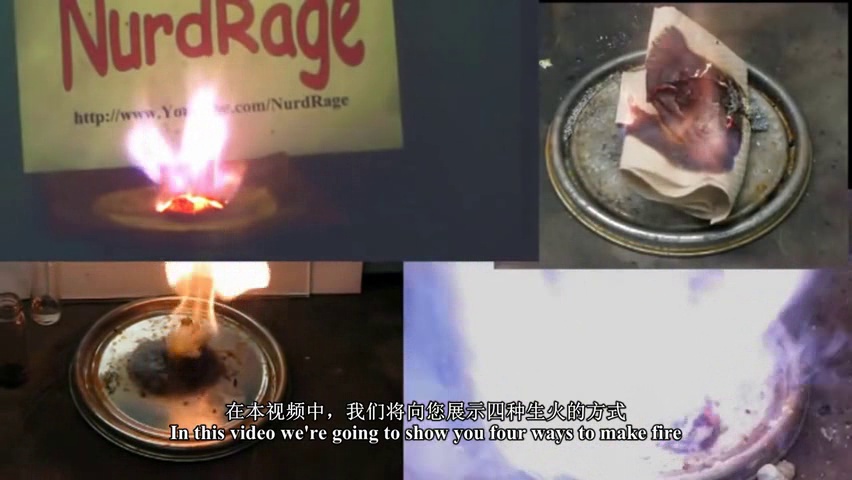 NurdRage
http://www.YouTube.com/NurdRage
在本视频中，我们将向您展示四种生火的方式
In this video we're going to show you four ways to make fire